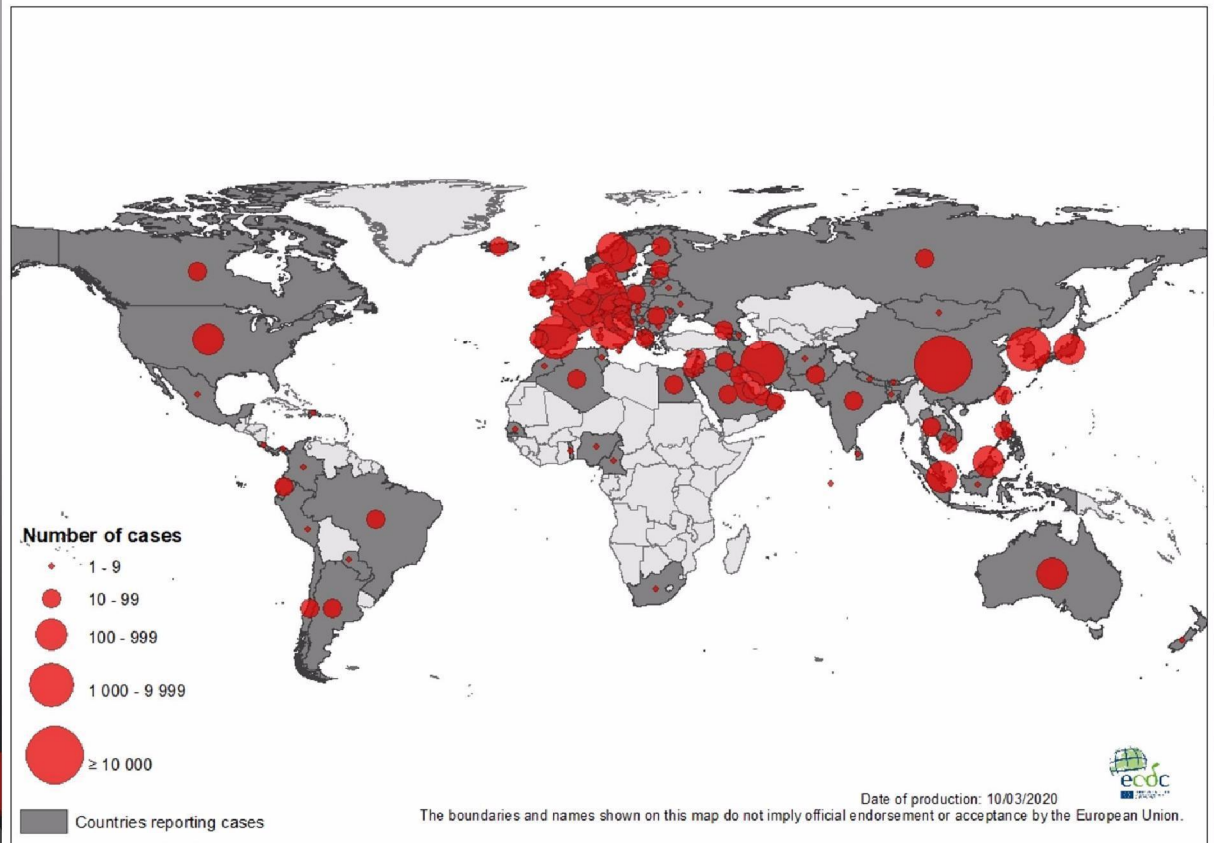 Number of cases
1 - 9
10 - 99
100 - 999
1 000 - 9 999
≥ 10 000
Countries reporting cases
ecdc
Date of production: 10/03/2020
The boundaries and names shown on this map do not imply official endorsement or acceptance by the European Union.